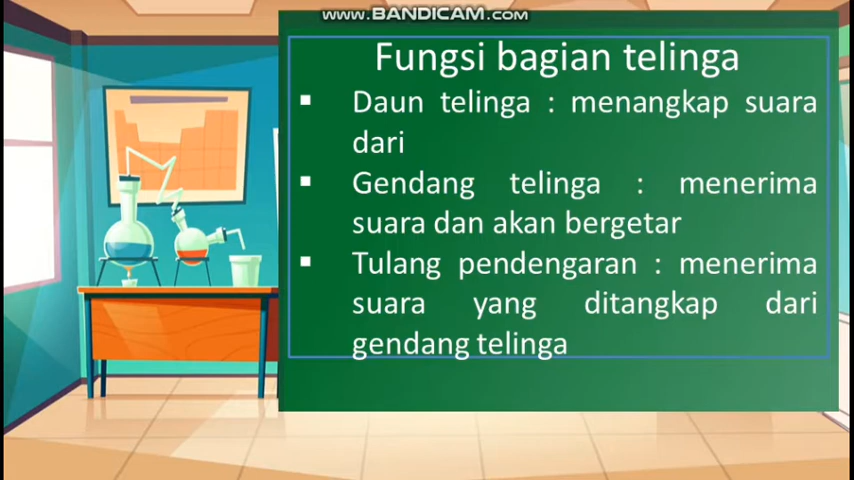 www.BANDICAM.com
Fungsi bagian telinga
▪ Daun telinga : menangkap suara
dari
▪ Gendang telinga : menerima
suara dan akan bergetar
▪ Tulang pendengaran : menerima
suara yang ditangkap dari
gendang telinga